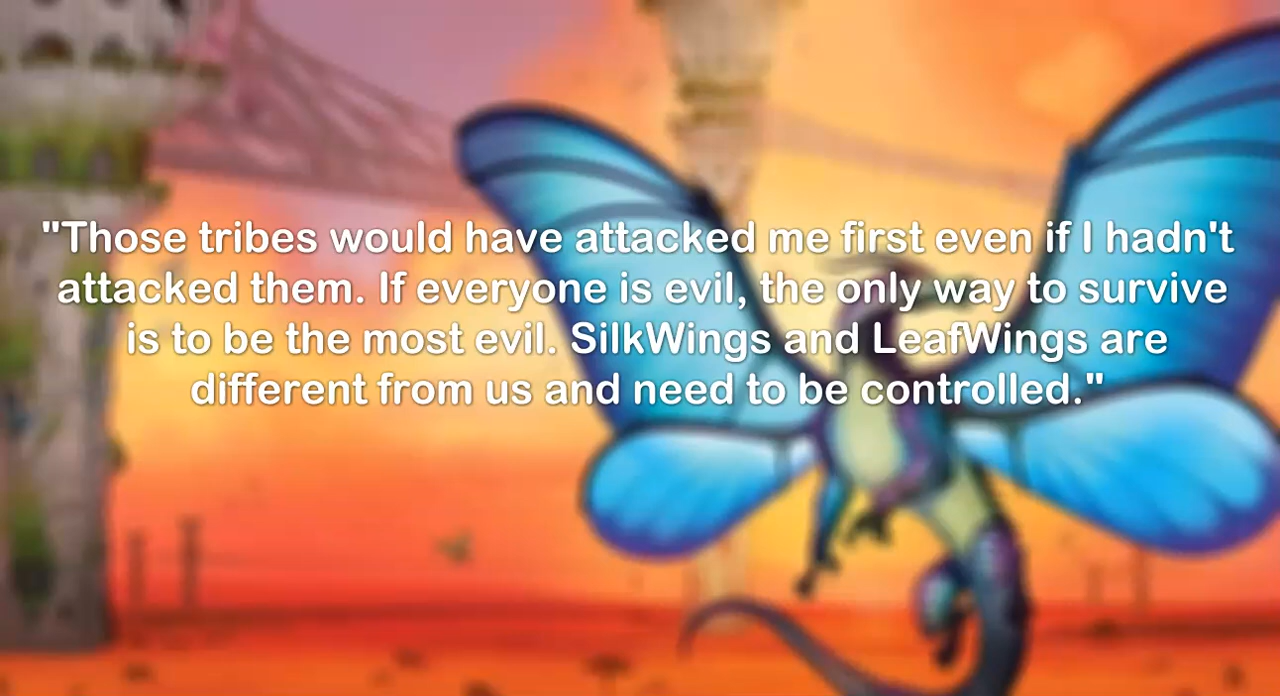 "Those tribes would have attacked me first even if I hadn't
attacked them. If everyone is evil, the only way to survive
is to be the most evil. SilkWings and LeafWings are
different from us and need to be controlled."